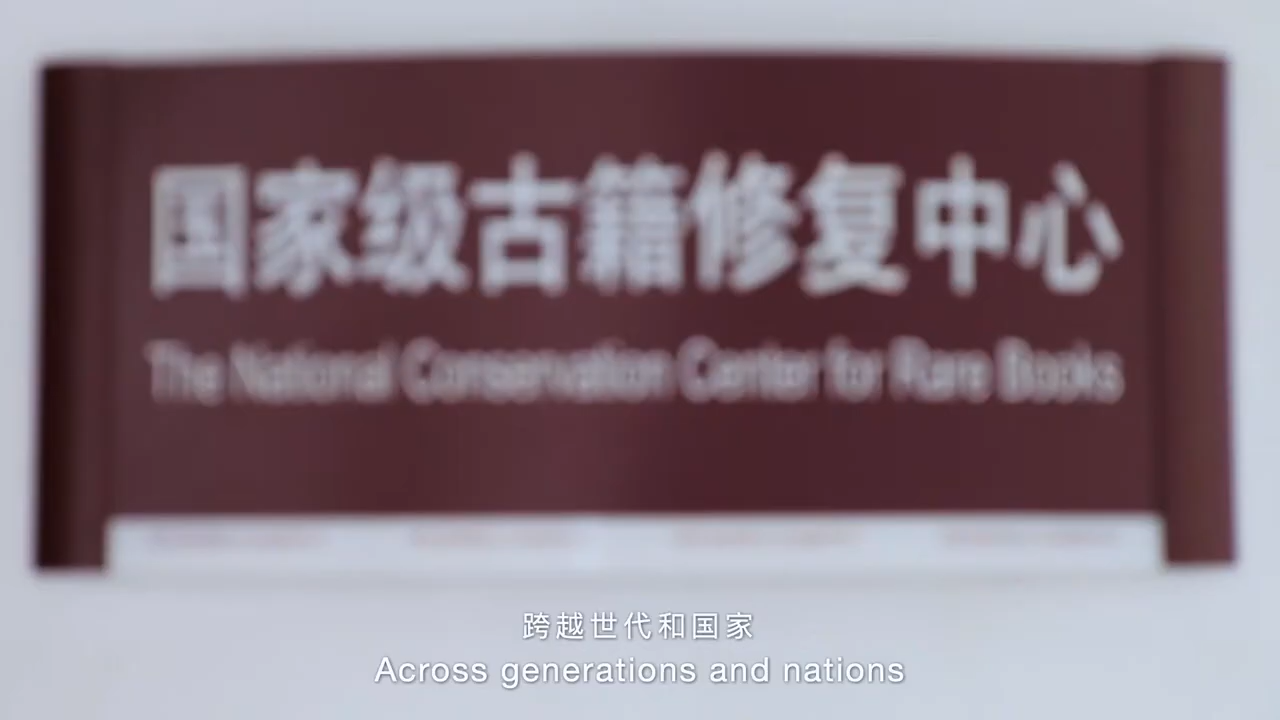 国家级古籍修复中心
The National Conservation Center for Rare Books
跨越世代和国家
Across generations and nations